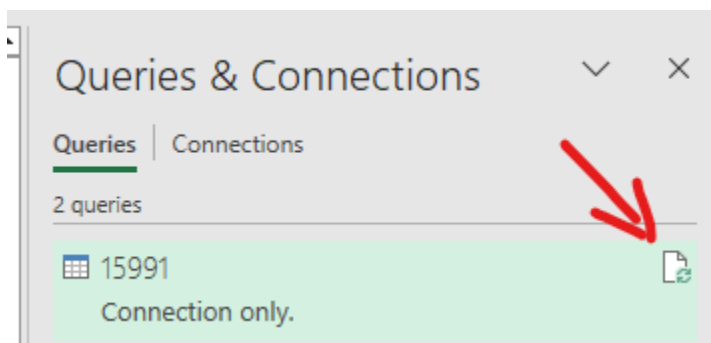 Queries & Connections
Queries Connections
2 queries
15991
Connection only.